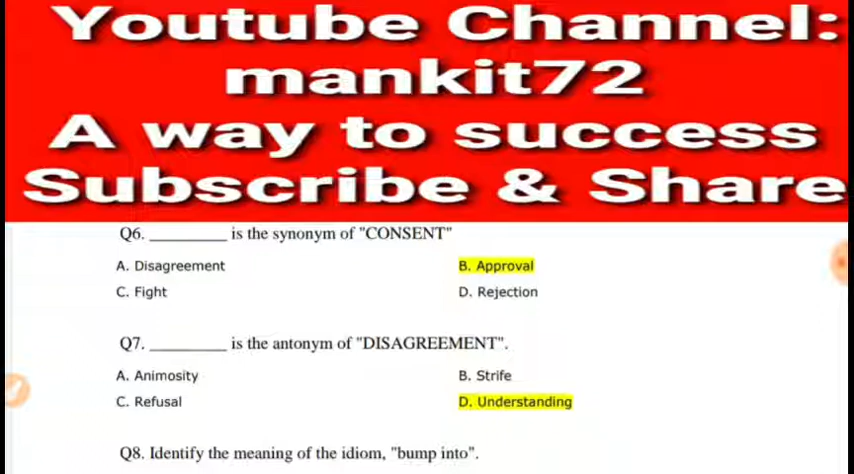 Youtube Channel:
mankit72
A way to success
Subscribe & Share
Q6. _________ is the synonym of "CONSENT"
A. Disagreement B. Approval
C. Fight D. Rejection
Q7. _________ is the antonym of "DISAGREEMENT".
A. Animosity B. Strife
C. Refusal D. Understanding
Q8. Identify the meaning of the idiom, "bump into".